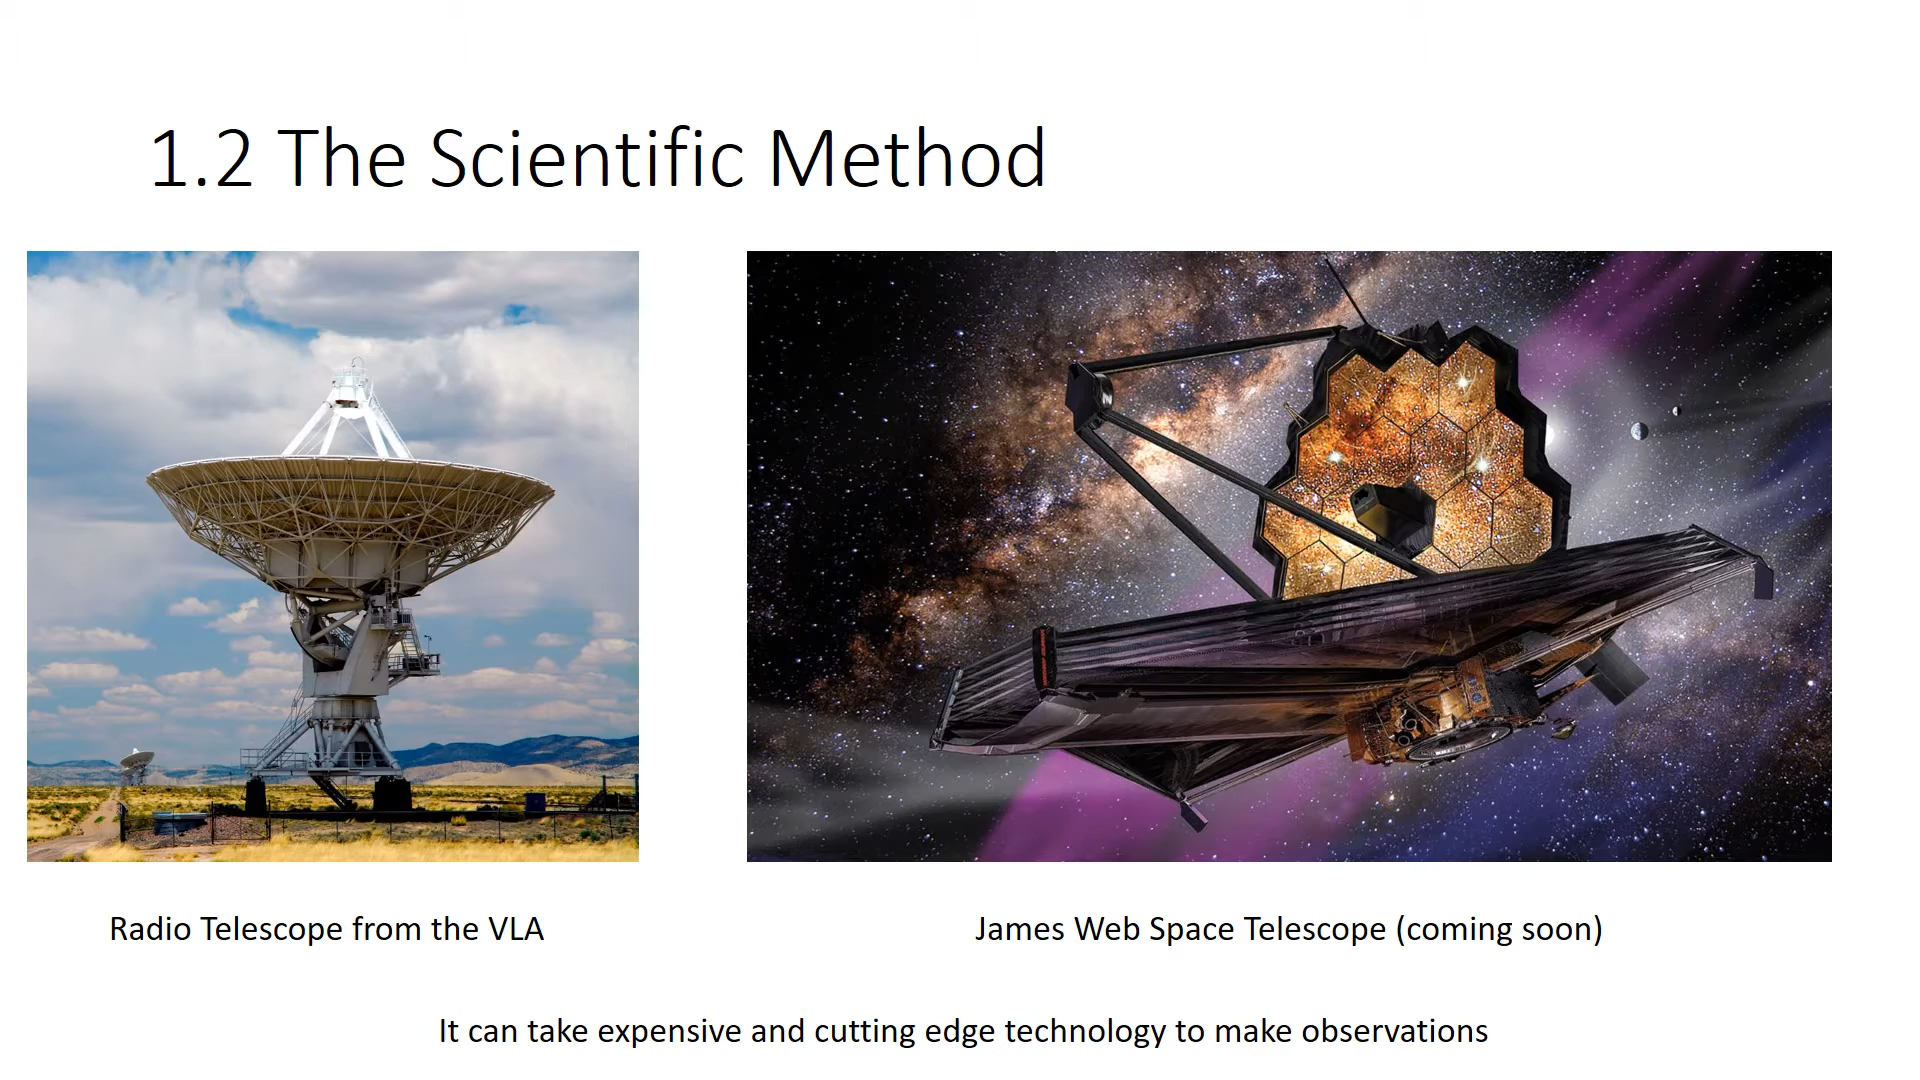 1.2 The Scientific Method
Radio Telescope from the VLA
James Web Space Telescope (coming soon)
It can take expensive and cutting edge technology to make observations